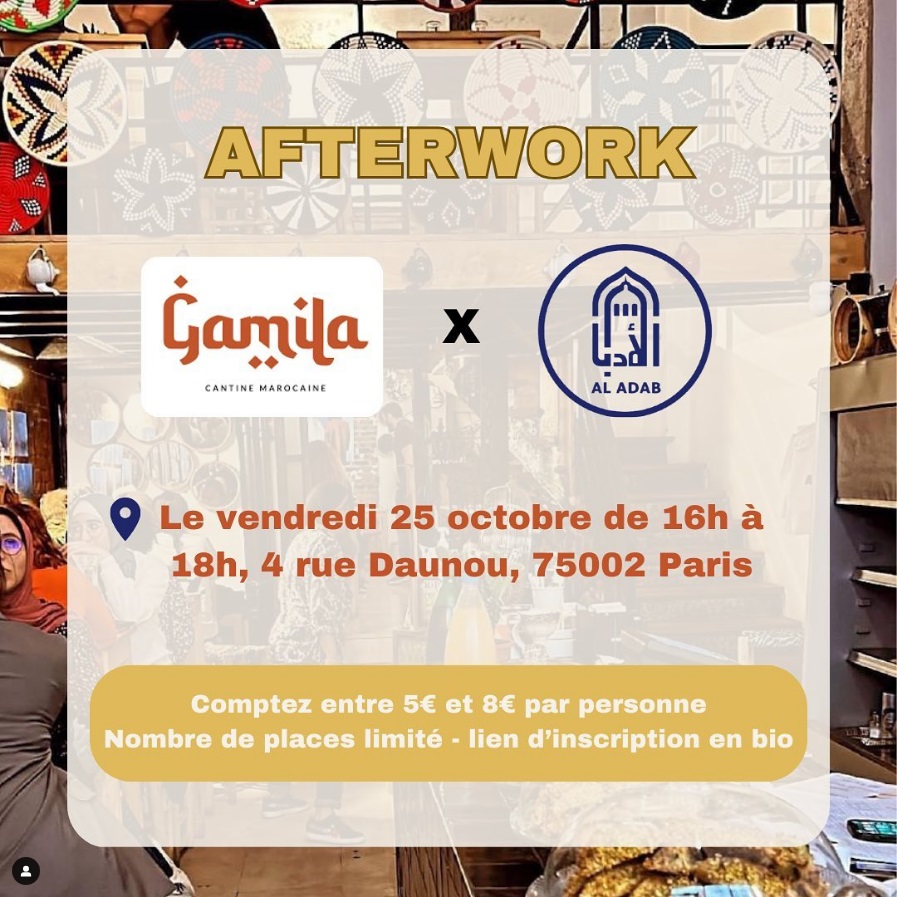 AFTERWORK
Gamila
CANTINE MAROCAINE
X
الأدب
AL ADAB
Le vendredi 25 octobre de 16h à
18h, 4 rue Daunou, 75002 Paris
Comptez entre 5€ et 8€ par personne
Nombre de places limité - lien d’inscription en bio